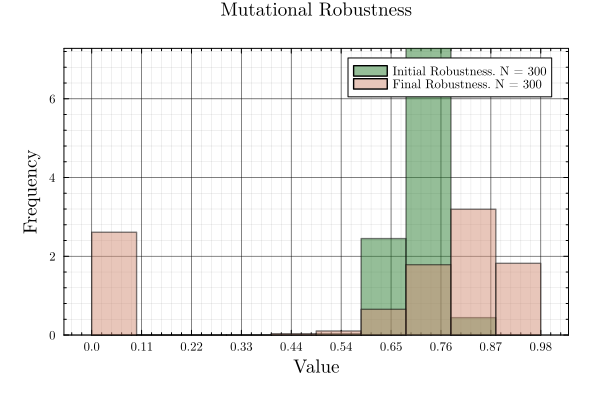 Mutational Robustness
Initial Robustness. N = 300
Final Robustness. N = 300
Frequency
6
4
2
0
0.0 0.11 0.22 0.33 0.44 0.54 0.65 0.76 0.87 0.98
Value